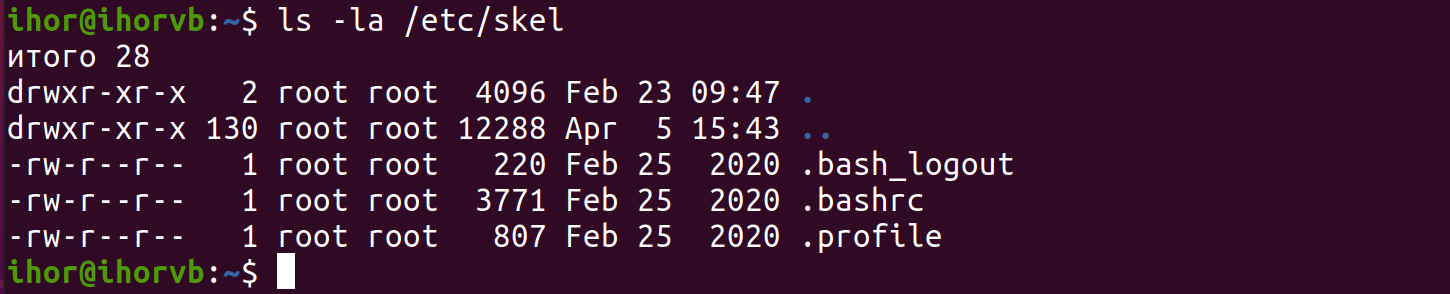 ihor@ihorvb:~$ ls -la /etc/skel
итого 28
drwxr-xr-x   2 root root  4096 Feb 23 09:47 .
drwxr-xr-x 130 root root 12288 Apr  5 15:43 ..
-rw-r--r--   1 root root   220 Feb 25  2020 .bash_logout
-rw-r--r--   1 root root  3771 Feb 25  2020 .bashrc
-rw-r--r--   1 root root   807 Feb 25  2020 .profile
ihor@ihorvb:~$